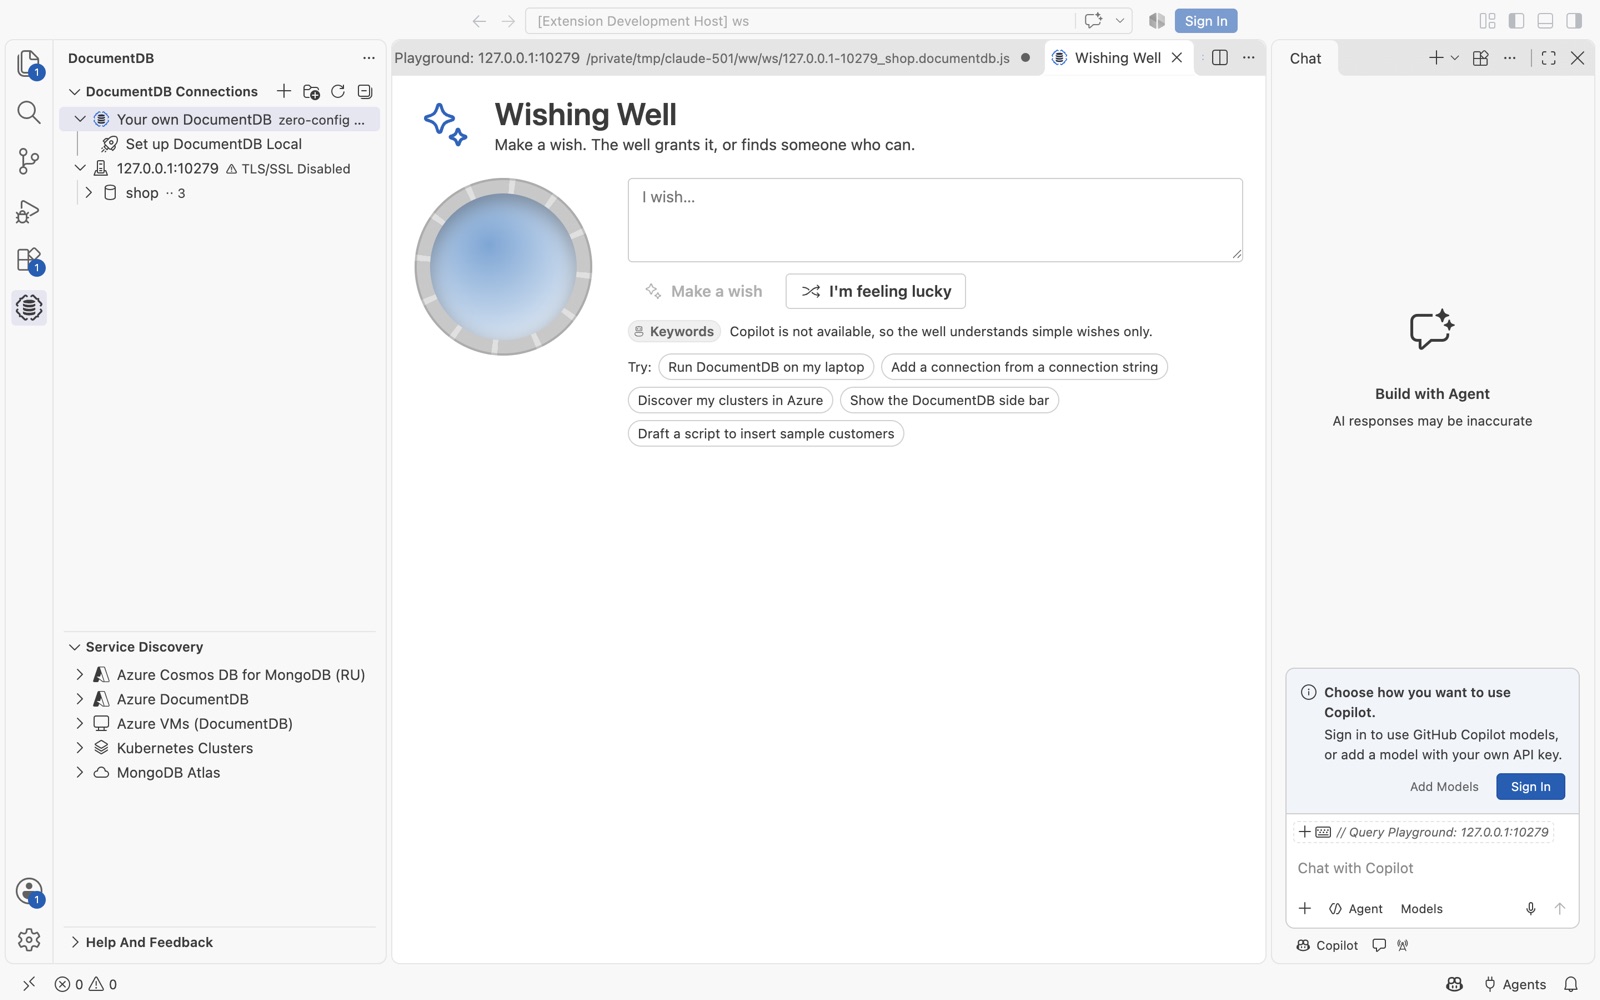 [Extension Development Host] ws
Sign In
1
1
1
DocumentDB
DocumentDB Connections
Your own DocumentDB zero-config ...
Set up DocumentDB Local
127.0.0.1:10279 TLS/SSL Disabled
shop ·· 3
Service Discovery
Azure Cosmos DB for MongoDB (RU)
Azure DocumentDB
Azure VMs (DocumentDB)
Kubernetes Clusters
MongoDB Atlas
Help And Feedback
Playground: 127.0.0.1:10279 /private/tmp/claude-501/ww/ws/127.0.0.1-10279_shop.documentdb.js
Wishing Well
Wishing Well
Make a wish. The well grants it, or finds someone who can.
I wish...
Make a wish
I'm feeling lucky
Keywords Copilot is not available, so the well understands simple wishes only.
Try: Run DocumentDB on my laptop Add a connection from a connection string
Discover my clusters in Azure Show the DocumentDB side bar
Draft a script to insert sample customers
Chat
Build with Agent
AI responses may be inaccurate
Choose how you want to use
Copilot.
Sign in to use GitHub Copilot models,
or add a model with your own API key.
Add Models Sign In
// Query Playground: 127.0.0.1:10279
Chat with Copilot
Agent Models
Copilot
0 0
Agents